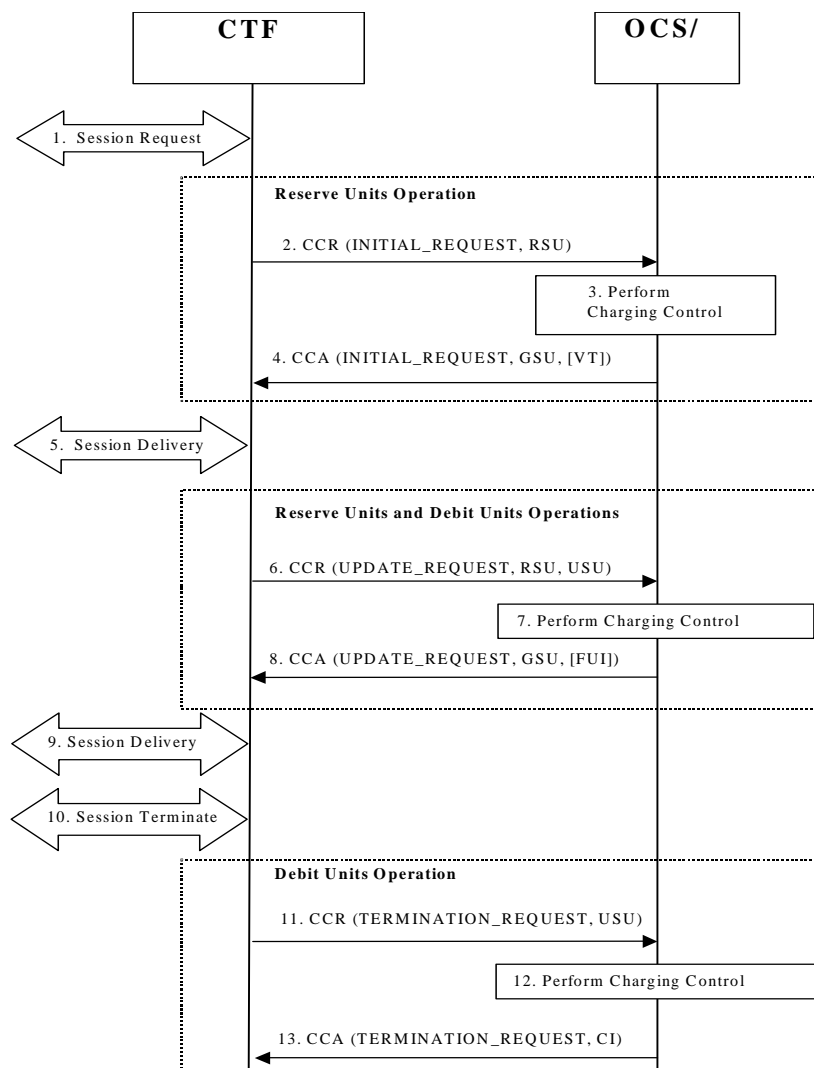 CTF
OCS/
1. Session Request
Reserve Units Operation
2. CCR (INITIAL_REQUEST, RSU)
3. Perform
Charging Control
4. CCA (INITIAL_REQUEST, GSU, [VT])
5. Session Delivery
Reserve Units and Debit Units Operations
6. CCR (UPDATE_REQUEST, RSU, USU)
7. Perform Charging Control
8. CCA (UPDATE_REQUEST, GSU, [FUI])
9. Session Delivery
10. Session Terminate
Debit Units Operation
11. CCR (TERMINATION_REQUEST, USU)
12. Perform Charging Control
13. CCA (TERMINATION_REQUEST, CI)